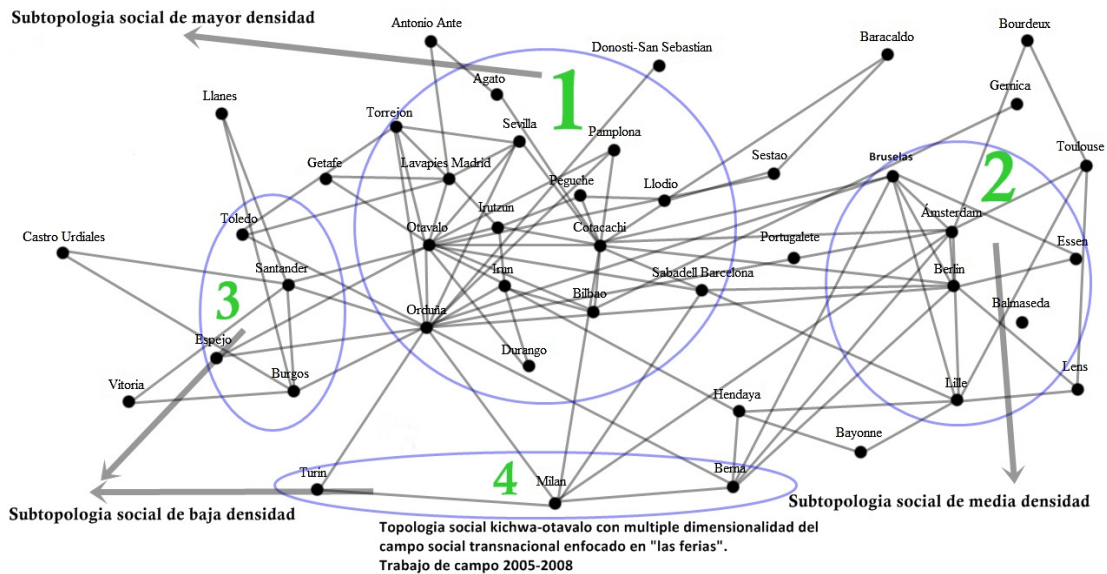 Subtopologia social de mayor densidad
Antonio Ante
Donosti-San Sebastian
Baracaldo
Bourdeux
Agato
1
Gernica
Llanes
Torrejón
Sevilla
Pamplona
Toulouse
Getafe
Lavapies Madrid
Peguche
Llodio
Sestao
Bruselas
2
Toledo
Irutzun
Otavalo
Cotacachi
Portugalete
Ámsterdam
Essen
Castro Urdiales
Santander
Irun
Bilbao
Sabadell Barcelona
Berlin
3
Orduña
Balmaseda
Espejo
Durango
Burgos
Vitoria
Hendaya
Lille
Lens
Bayonne
Turín
4
Milan
Berna
Subtopologia social de baja densidad
Subtopologia social de media densidad
Topologia social kichwa-otavalo con multiple dimensionalidad del
campo social transnacional enfocado en "las ferias".
Trabajo de campo 2005-2008